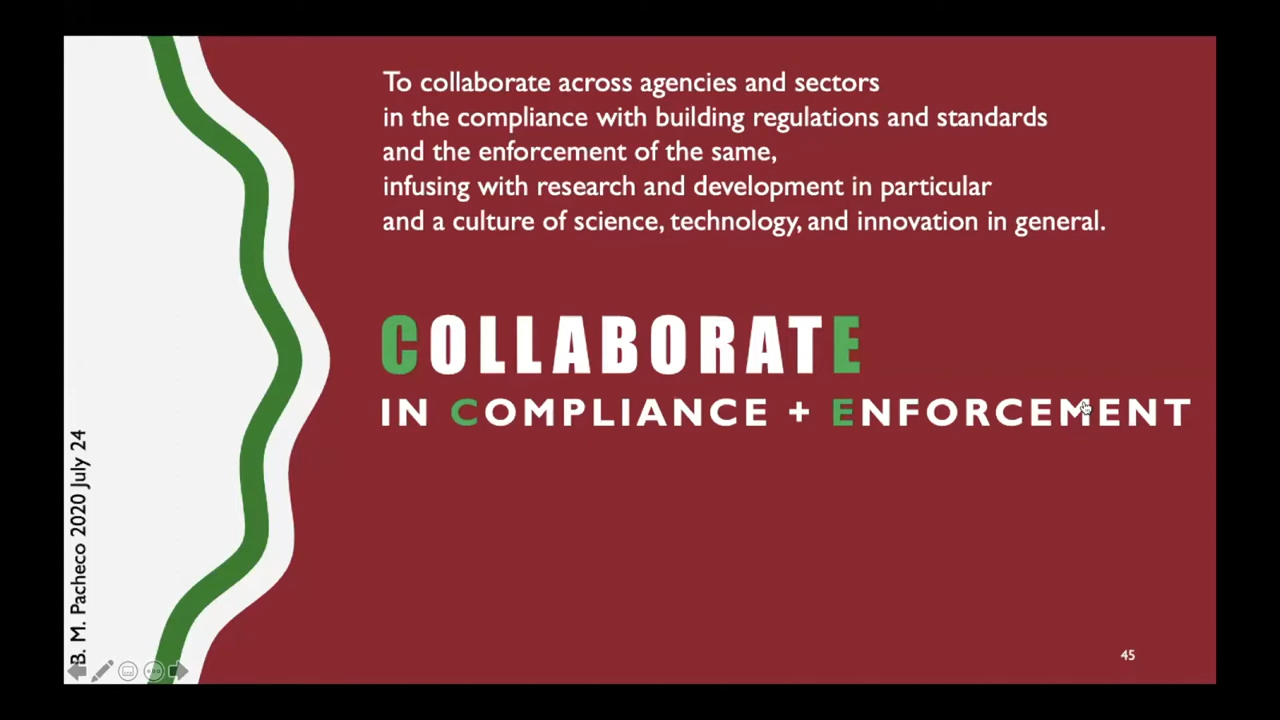 To collaborate across agencies and sectors
in the compliance with building regulations and standards
and the enforcement of the same,
infusing with research and development in particular
and a culture of science, technology, and innovation in general.
COLLABORATE
IN COMPLIANCE + ENFORCEMENT
B. M. Pacheco 2020 July 24
45